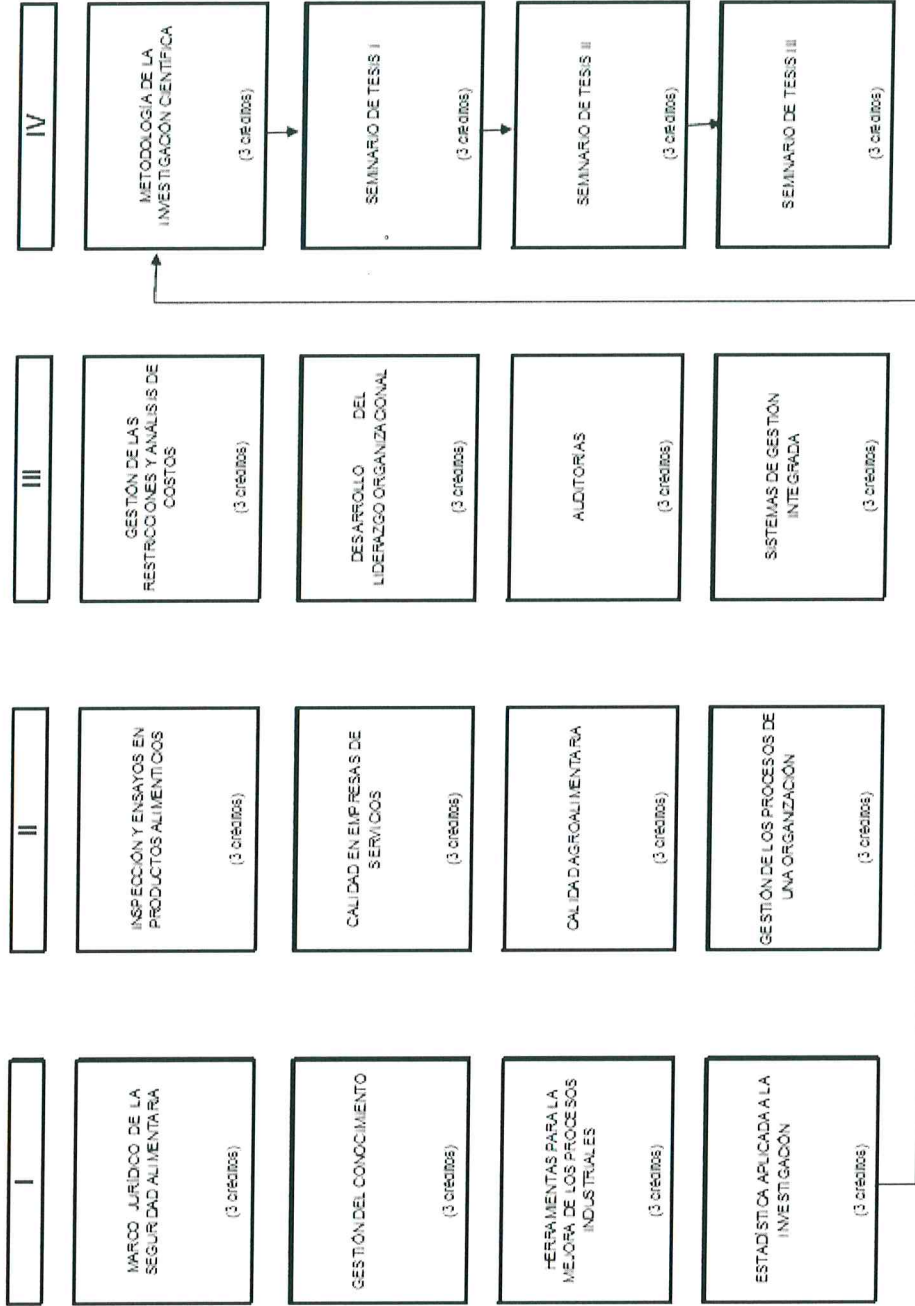 I
MARCO JURÍDICO DE LA
SEGURIDAD ALIMENTARIA
(3 créditos)
GESTIÓN DEL CONOCIMIENTO
(3 créditos)
HERRAMIENTAS PARA LA
MEJORA DE LOS PROCESOS
INDUSTRIALES
(3 créditos)
ESTADÍSTICA APLICADA A LA
INVESTIGACIÓN
(3 créditos)
II
INSPECCIÓN Y ENSAYOS EN
PRODUCTOS ALIMENTICIOS
(3 créditos)
CALIDAD EN EMPRESAS DE
SERVICIOS
(3 créditos)
CALIDAD AGROALIMENTARIA
(3 créditos)
GESTIÓN DE LOS PROCESOS DE
UNA ORGANIZACIÓN
(3 créditos)
III
GESTIÓN DE LAS
RESTRICCIONES Y ANÁLISIS DE
COSTOS
(3 créditos)
DESARROLLO DEL
LIDERAZGO ORGANIZACIONAL
(3 créditos)
AUDITORÍAS
(3 créditos)
SISTEMAS DE GESTIÓN
INTEGRADA
(3 créditos)
IV
METODOLOGÍA DE LA
INVESTIGACIÓN CIENTÍFICA
(3 créditos)
SEMINARIO DE TESIS I
(3 créditos)
SEMINARIO DE TESIS II
(3 créditos)
SEMINARIO DE TESIS III
(3 créditos)